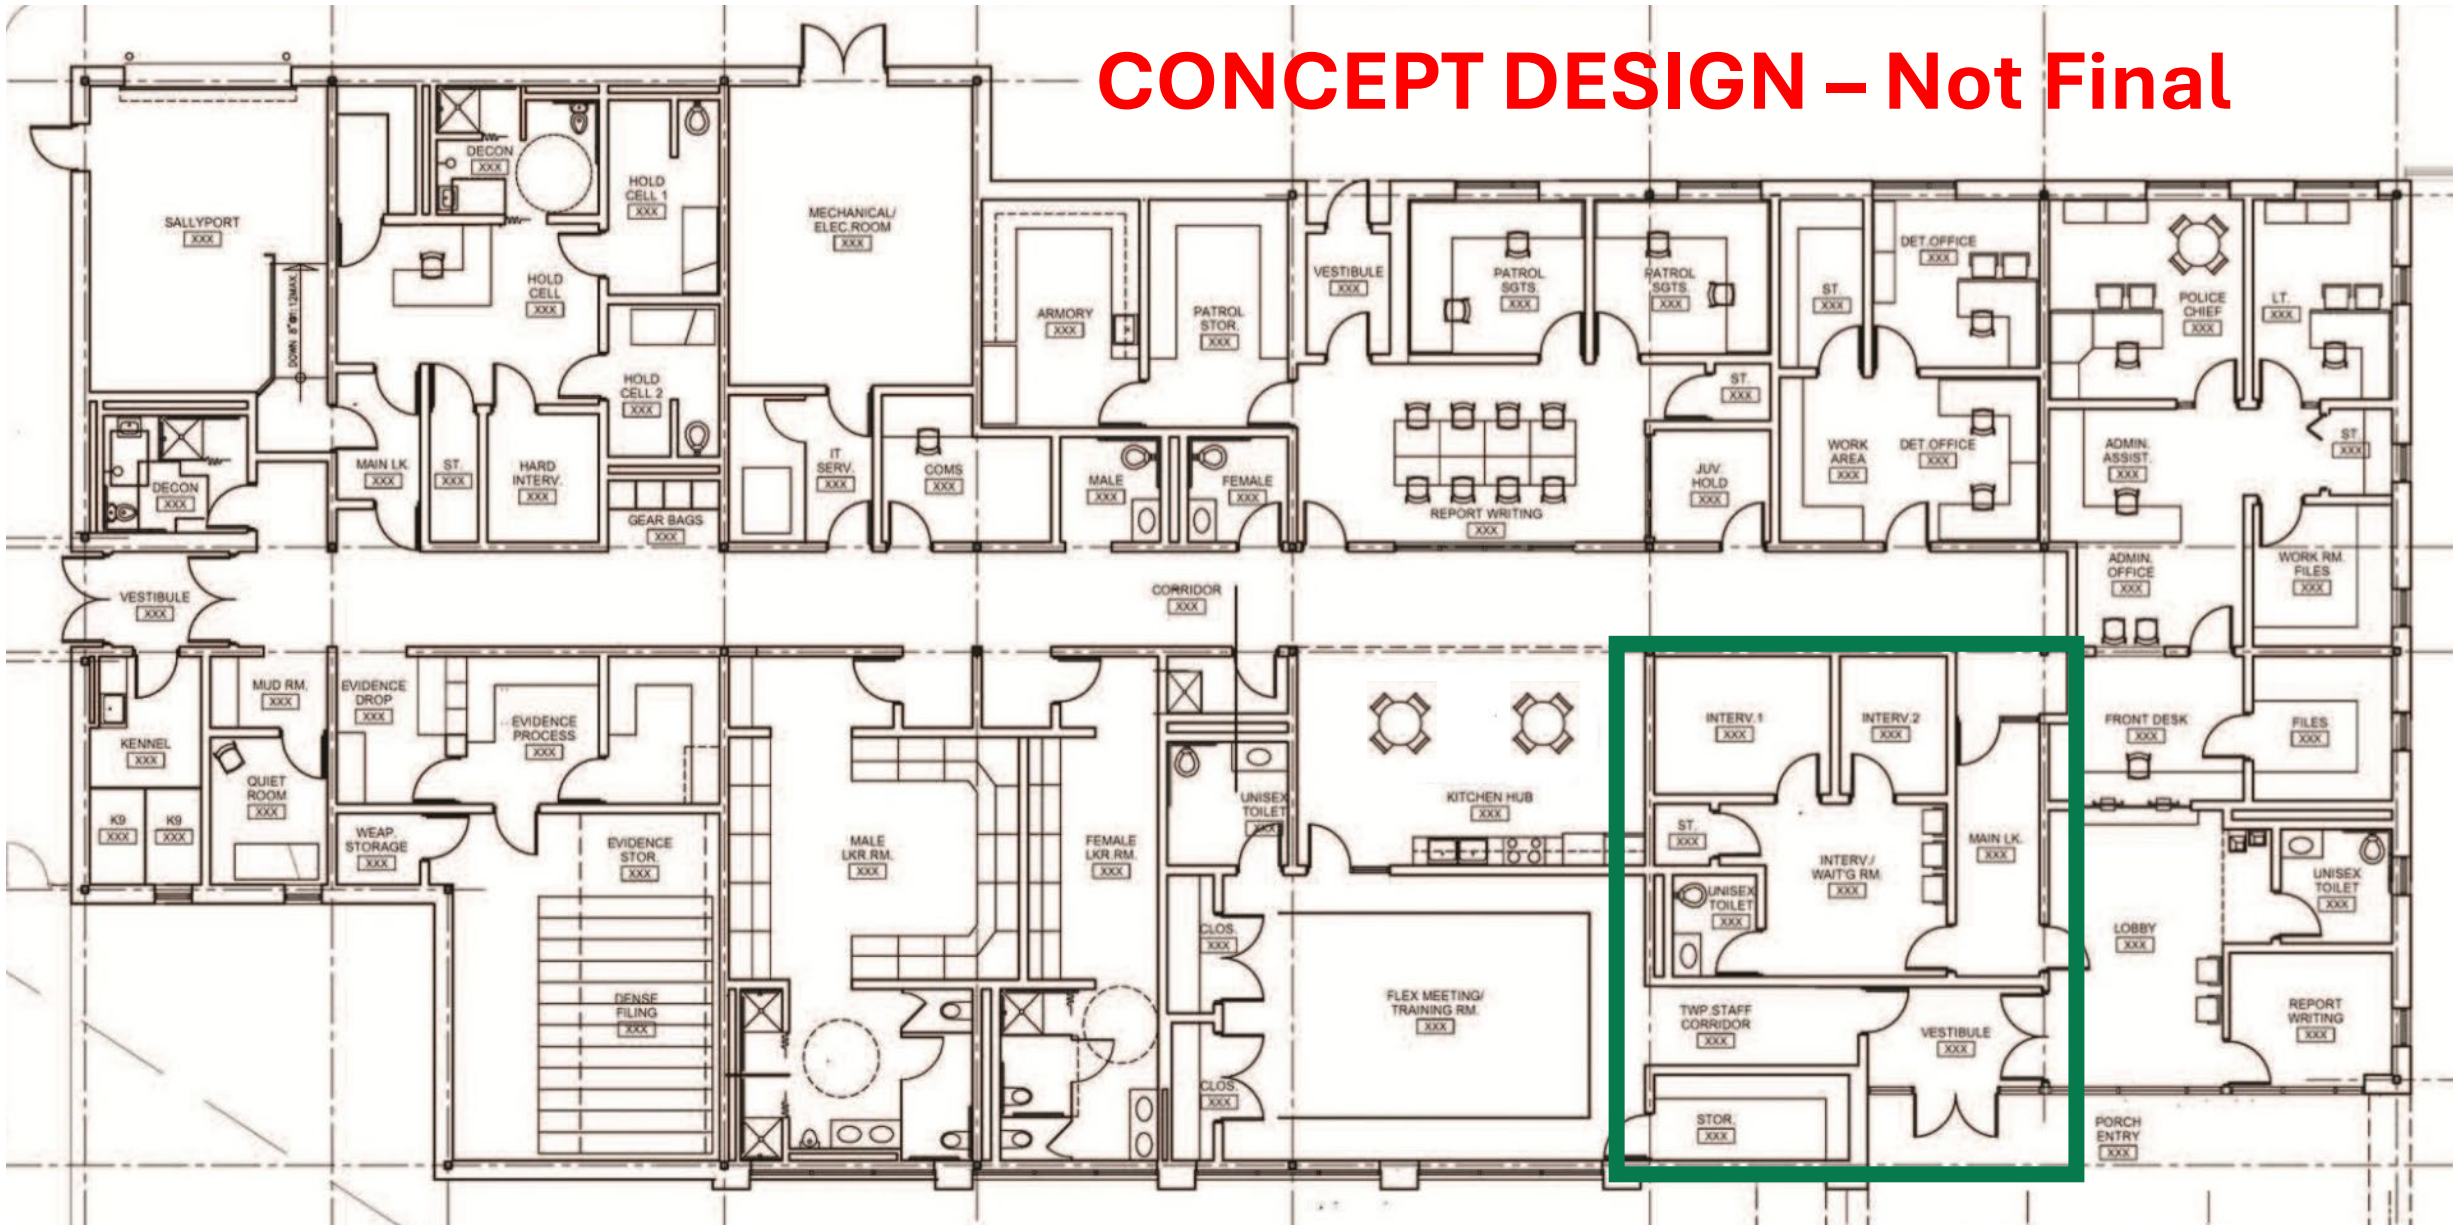 CONCEPT DESIGN – Not Final
SALLYPORT
XXX
DOWN 8"@1:12MAX.
DECON
XXX
HOLD
CELL 1
XXX
HOLD
CELL
XXX
HOLD
CELL 2
XXX
MECHANICAL/
ELEC.ROOM
XXX
ARMORY
XXX
PATROL
STOR.
XXX
VESTIBULE
XXX
PATROL
SGTS.
XXX
PATROL
SGTS.
XXX
ST.
XXX
DET.OFFICE
XXX
POLICE
CHIEF
XXX
LT.
XXX
DECON
XXX
MAIN LK.
XXX
ST.
XXX
HARD
INTERV.
XXX
GEAR BAGS
XXX
IT
SERV.
XXX
COMS
XXX
MALE
XXX
FEMALE
XXX
REPORT WRITING
XXX
ST.
XXX
JUV.
HOLD
XXX
WORK
AREA
XXX
DET.OFFICE
XXX
ADMIN.
ASSIST.
XXX
ST.
XXX
VESTIBULE
XXX
CORRIDOR
XXX
ADMIN.
OFFICE
XXX
WORK RM.
FILES
XXX
MUD RM.
XXX
EVIDENCE
DROP
XXX
EVIDENCE
PROCESS
XXX
KENNEL
XXX
QUIET
ROOM
XXX
K9
XXX
K9
XXX
WEAP.
STORAGE
XXX
EVIDENCE
STOR.
XXX
DENSE
FILING
XXX
MALE
LKR.RM.
XXX
FEMALE
LKR.RM.
XXX
UNISEX
TOILET
XXX
KITCHEN HUB
XXX
CLOS.
XXX
CLOS.
XXX
FLEX MEETING/
TRAINING RM.
XXX
INTERV.1
XXX
INTERV.2
XXX
ST.
XXX
INTERV./
WAIT'G RM.
XXX
MAIN LK.
XXX
UNISEX
TOILET
XXX
TWP.STAFF
CORRIDOR
XXX
VESTIBULE
XXX
STOR.
XXX
FRONT DESK
XXX
FILES
XXX
LOBBY
XXX
UNISEX
TOILET
XXX
REPORT
WRITING
XXX
PORCH
ENTRY
XXX